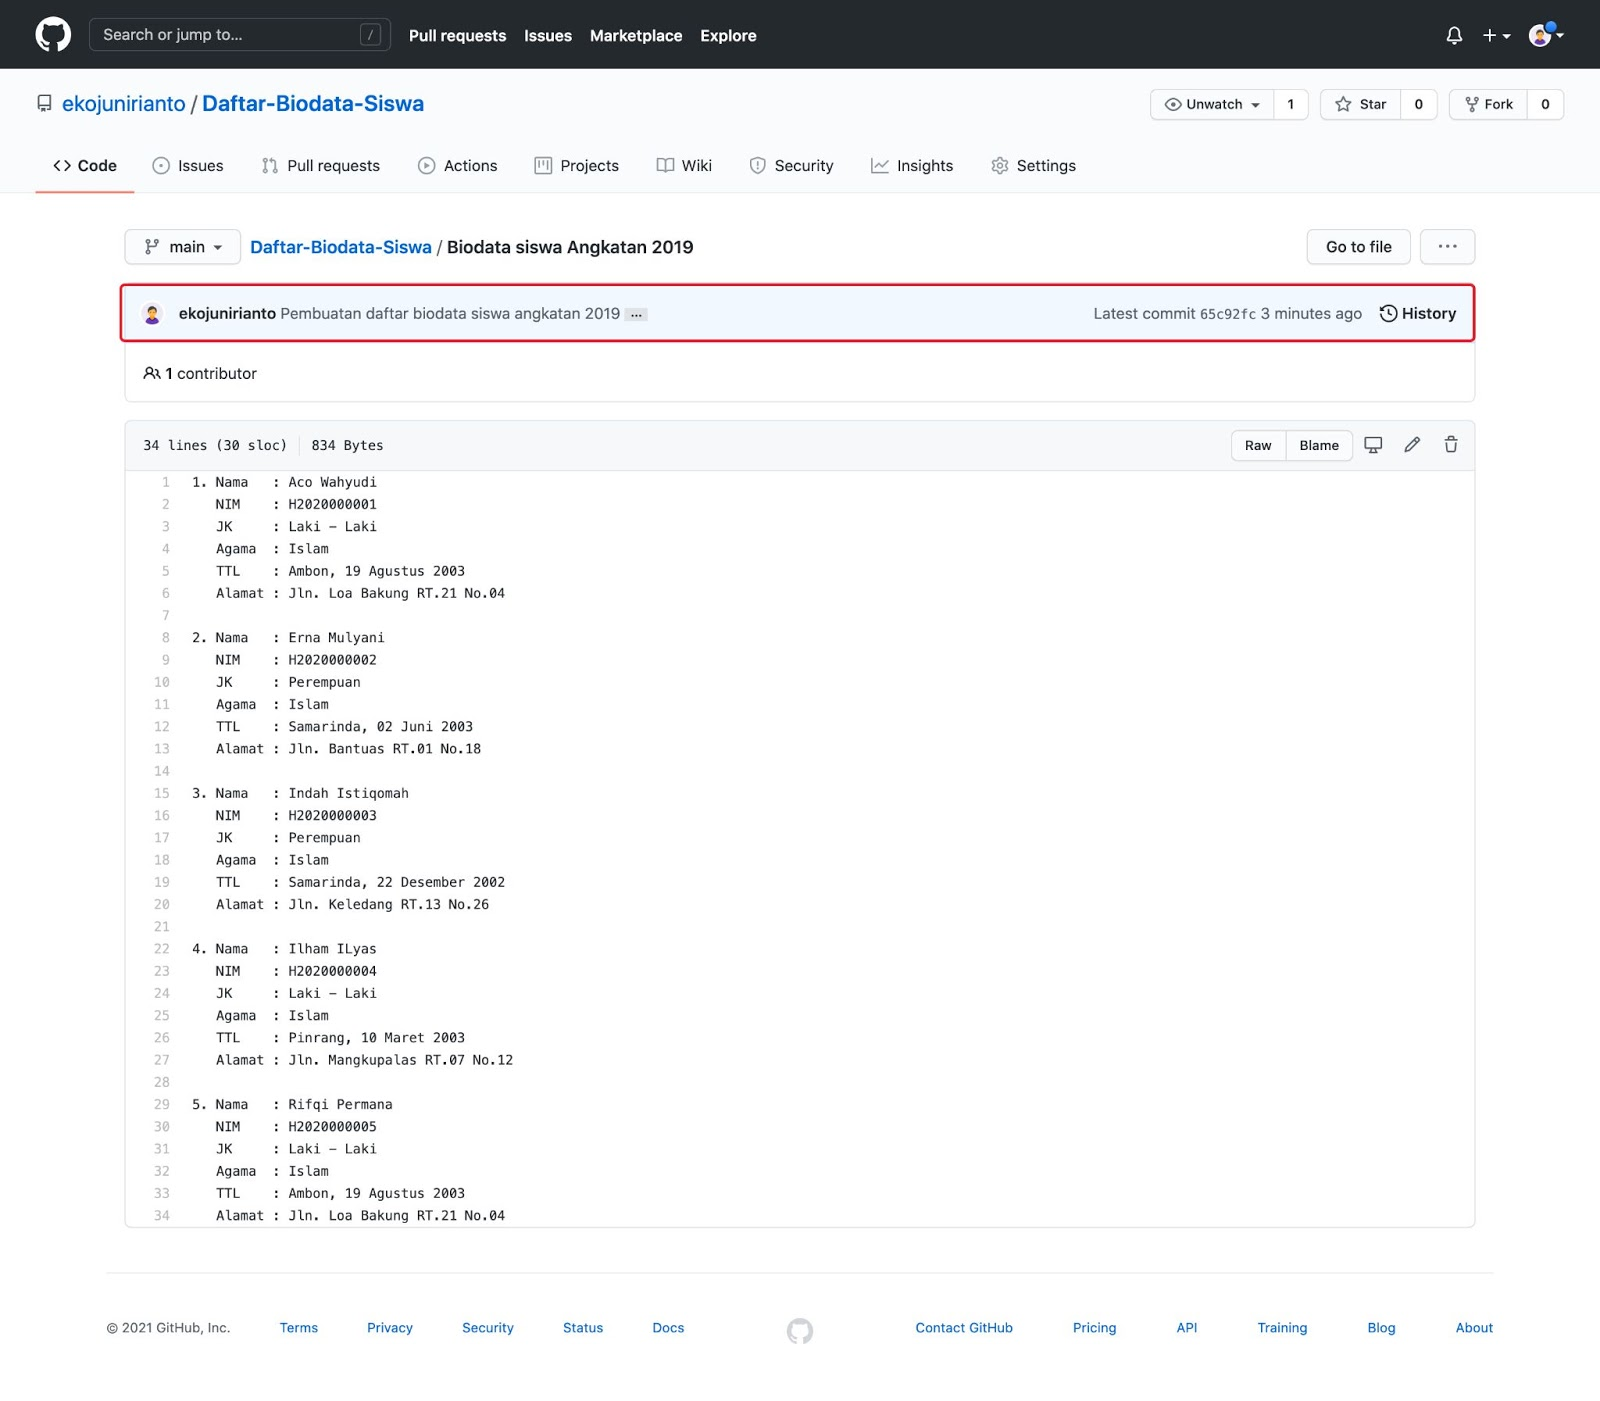 Search or jump to... /
Pull requests Issues Marketplace Explore
ekojunirianto / Daftar-Biodata-Siswa
Unwatch 1 Star 0 Fork 0
Code Issues Pull requests Actions Projects Wiki Security Insights Settings
main Daftar-Biodata-Siswa / Biodata siswa Angkatan 2019 Go to file ...
ekojunirianto Pembuatan daftar biodata siswa angkatan 2019 ... Latest commit 65c92fc 3 minutes ago History
1 contributor
34 lines (30 sloc) 834 Bytes Raw Blame
1 1. Nama : Aco Wahyudi
2 NIM : H2020000001
3 JK : Laki - Laki
4 Agama : Islam
5 TTL : Ambon, 19 Agustus 2003
6 Alamat : Jln. Loa Bakung RT.21 No.04
7
8 2. Nama : Erna Mulyani
9 NIM : H2020000002
10 JK : Perempuan
11 Agama : Islam
12 TTL : Samarinda, 02 Juni 2003
13 Alamat : Jln. Bantuas RT.01 No.18
14
15 3. Nama : Indah Istiqomah
16 NIM : H2020000003
17 JK : Perempuan
18 Agama : Islam
19 TTL : Samarinda, 22 Desember 2002
20 Alamat : Jln. Keledang RT.13 No.26
21
22 4. Nama : Ilham ILyas
23 NIM : H2020000004
24 JK : Laki - Laki
25 Agama : Islam
26 TTL : Pinrang, 10 Maret 2003
27 Alamat : Jln. Mangkupalas RT.07 No.12
28
29 5. Nama : Rifqi Permana
30 NIM : H2020000005
31 JK : Laki - Laki
32 Agama : Islam
33 TTL : Ambon, 19 Agustus 2003
34 Alamat : Jln. Loa Bakung RT.21 No.04
© 2021 GitHub, Inc. Terms Privacy Security Status Docs Contact GitHub Pricing API Training Blog About